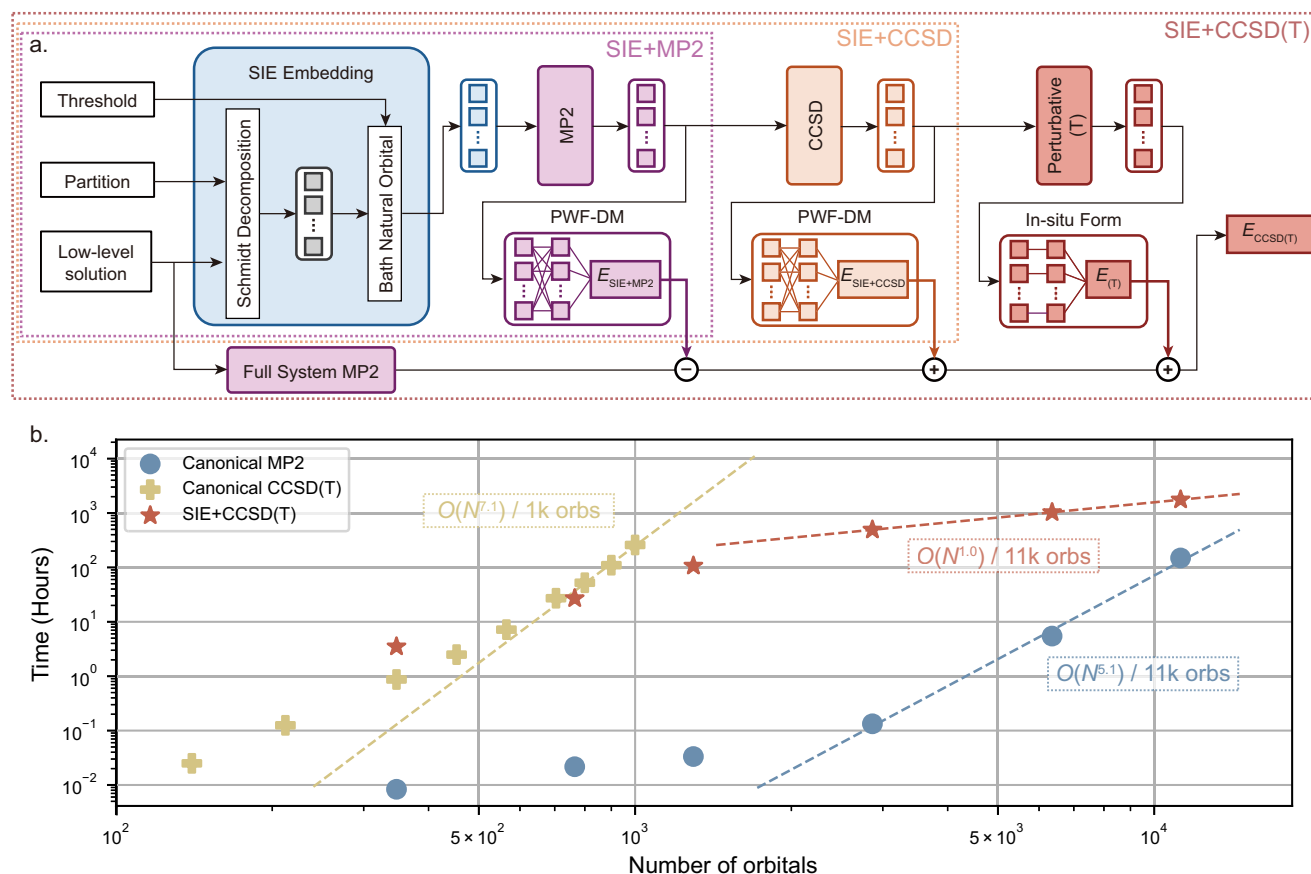 a.
SIE+MP2
SIE+CCSD
SIE+CCSD(T)
SIE Embedding
Threshold
Partition
Low-level
solution
Schmidt Decomposition
Bath Natural Orbital
MP2
CCSD
Perturbative
(T)
PWF-DM
PWF-DM
In-situ Form
E_SIE+MP2
E_SIE+CCSD
E_(T)
E_CCSD(T)
Full System MP2
−
+
+
b.
Canonical MP2
Canonical CCSD(T)
SIE+CCSD(T)
O(N^7.1) / 1k orbs
O(N^1.0) / 11k orbs
O(N^5.1) / 11k orbs
Time (Hours)
10^4
10^3
10^2
10^1
10^0
10^-1
10^-2
10^2
5 × 10^2
10^3
5 × 10^3
10^4
Number of orbitals